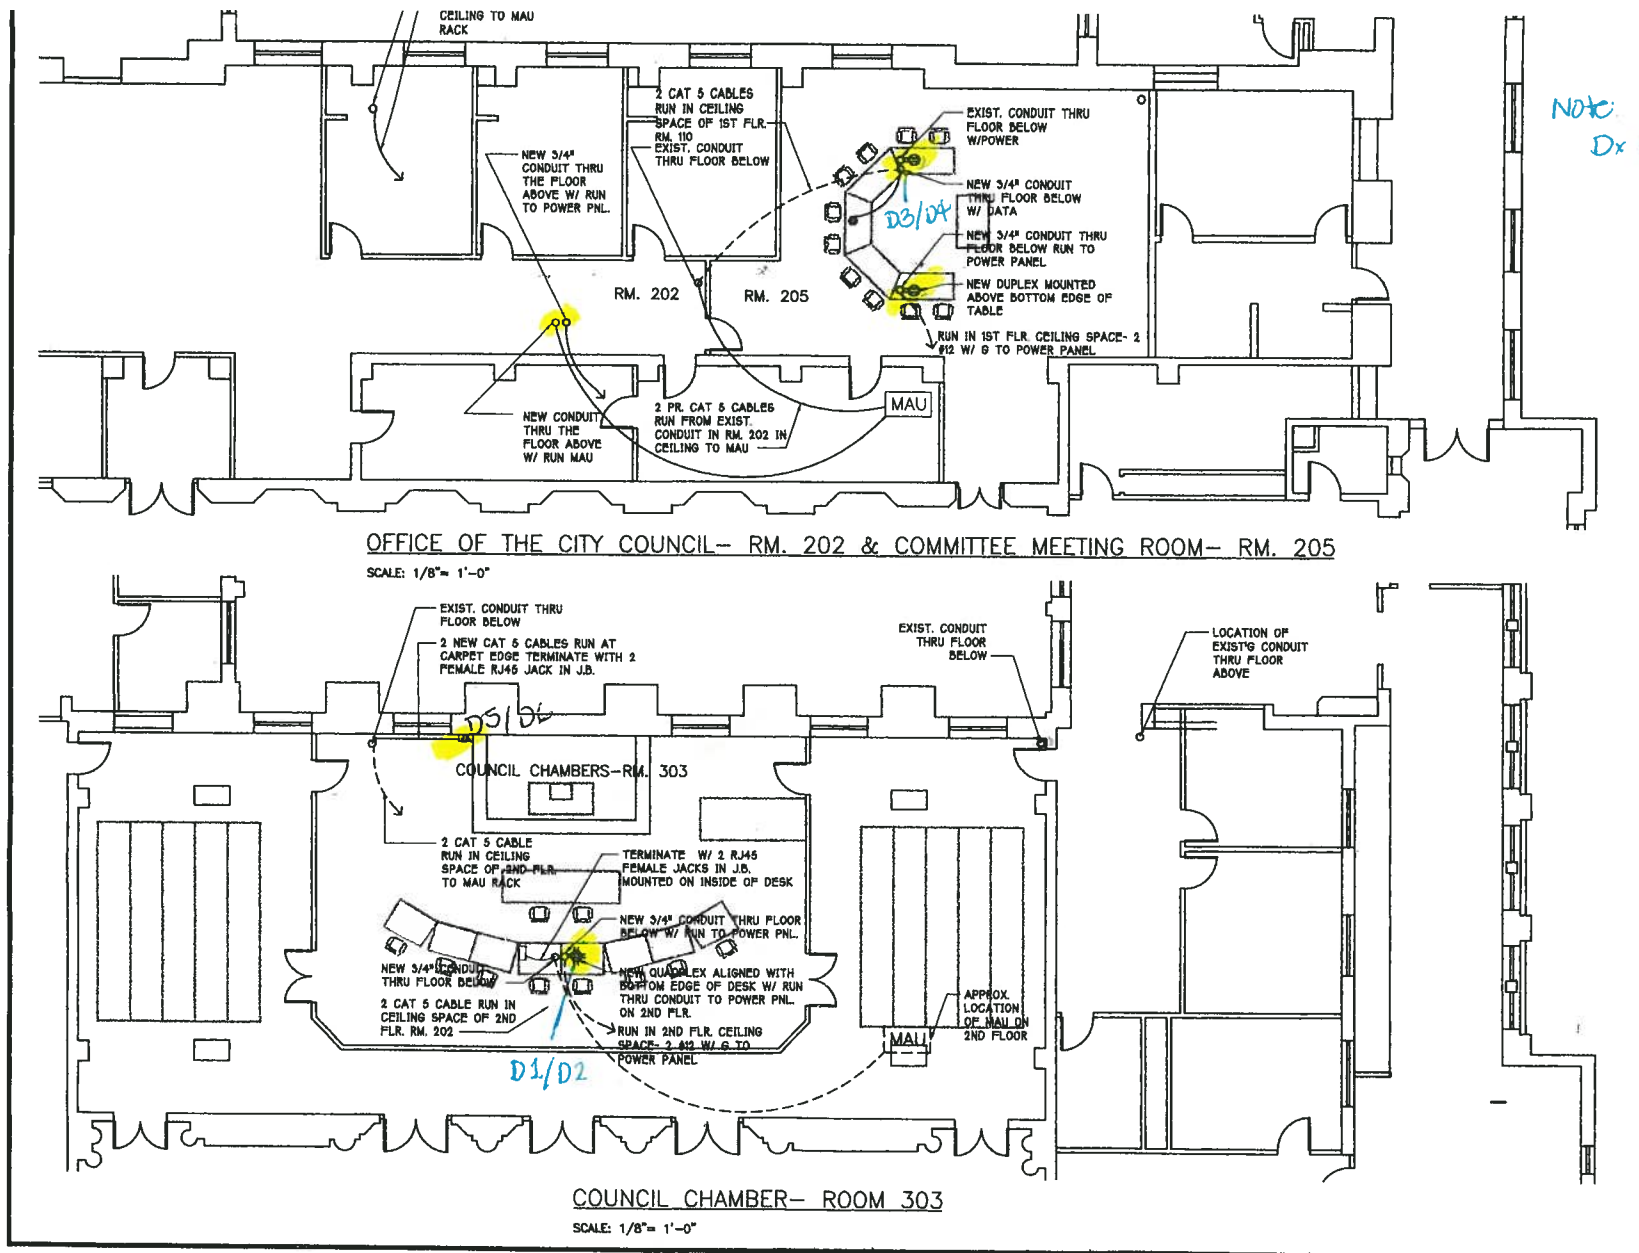 CEILING TO MAU
RACK
2 CAT 5 CABLES
RUN IN CEILING
SPACE OF 1ST FLR.
RM. 110
EXIST. CONDUIT
THRU FLOOR BELOW
NEW 3/4" CONDUIT THRU
THE FLOOR
ABOVE W/ RUN
TO POWER PNL.
EXIST. CONDUIT THRU
FLOOR BELOW
W/POWER
NEW 3/4" CONDUIT
THRU FLOOR BELOW
W/ DATA
NEW 3/4" CONDUIT THRU
FLOOR BELOW RUN TO
POWER PANEL
NEW DUPLEX MOUNTED
ABOVE BOTTOM EDGE OF
TABLE
RUN IN 1ST FLR. CEILING SPACE- 2
#12 W/ G TO POWER PANEL
Note:
Dx
D3/D4
RM. 202
RM. 205
NEW CONDUIT
THRU THE
FLOOR ABOVE
W/ RUN MAU
2 PR. CAT 5 CABLES
RUN FROM EXIST.
CONDUIT IN RM. 202 IN
CEILING TO MAU
MAU
OFFICE OF THE CITY COUNCIL- RM. 202 & COMMITTEE MEETING ROOM- RM. 205
SCALE: 1/8"= 1'-0"
EXIST. CONDUIT THRU
FLOOR BELOW
2 NEW CAT 5 CABLES RUN AT
CARPET EDGE TERMINATE WITH 2
FEMALE RJ45 JACK IN J.B.
EXIST. CONDUIT
THRU FLOOR
BELOW
LOCATION OF
EXIST'G CONDUIT
THRU FLOOR
ABOVE
D5/D6
COUNCIL CHAMBERS-RM. 303
2 CAT 5 CABLE
RUN IN CEILING
SPACE OF 2ND FLR.
TO MAU RACK
TERMINATE W/ 2 RJ45
FEMALE JACKS IN J.B.
MOUNTED ON INSIDE OF DESK
NEW 3/4" CONDUIT THRU FLOOR
BELOW W/ RUN TO POWER PNL.
NEW 3/4" CONDUIT
THRU FLOOR BELOW
2 CAT 5 CABLE RUN IN
CEILING SPACE OF 2ND
FLR. RM. 202
NEW QUADPLEX ALIGNED WITH
BOTTOM EDGE OF DESK W/ RUN
THRU CONDUIT TO POWER PNL.
ON 2ND FLR.
RUN IN 2ND FLR. CEILING
SPACE- 2 #12 W/ G TO
POWER PANEL
APPROX.
LOCATION
OF MAU ON
2ND FLOOR
MAU
D1/D2
COUNCIL CHAMBER- ROOM 303
SCALE: 1/8"= 1'-0"